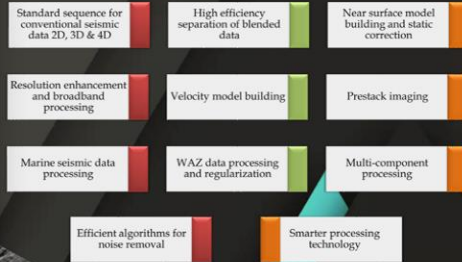 Standard sequence for
conventional seismic
data 2D, 3D & 4D
High efficiency
separation of blended
data
Near surface model
building and static
correction
Resolution enhancement
and broadband
processing
Velocity model building
Prestack imaging
Marine seismic data
processing
WAZ data processing
and regularization
Multi-component
processing
Efficient algorithms for
noise removal
Smarter processing
technology